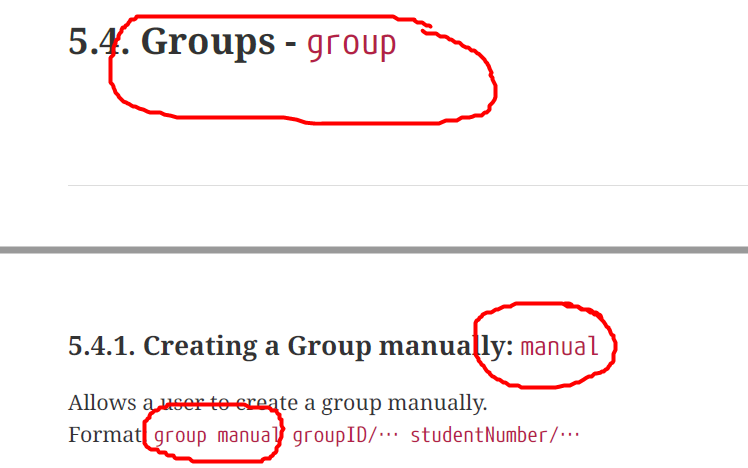 5.4. Groups - group
5.4.1. Creating a Group manually: manual
Allows a user to create a group manually.
Format: group manual groupID/⋯ studentNumber/⋯